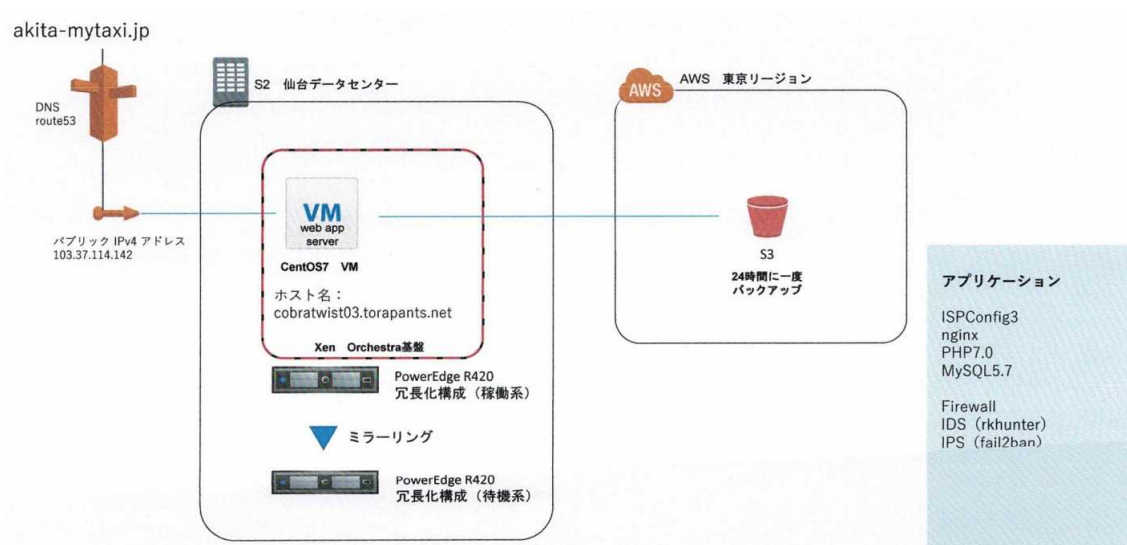 akita-mytaxi.jp
DNS
route53
パブリック IPv4 アドレス
103.37.114.142
S2 仙台データセンター
VM
web app
server
CentOS7 VM
ホスト名：
cobratwist03.torapants.net
Xen Orchestra基盤
PowerEdge R420
冗長化構成（稼働系）
ミラーリング
PowerEdge R420
冗長化構成（待機系）
AWS
AWS 東京リージョン
S3
24時間に一度
バックアップ
アプリケーション
ISPConfig3
nginx
PHP7.0
MySQL5.7
Firewall
IDS（rkhunter）
IPS（fail2ban）